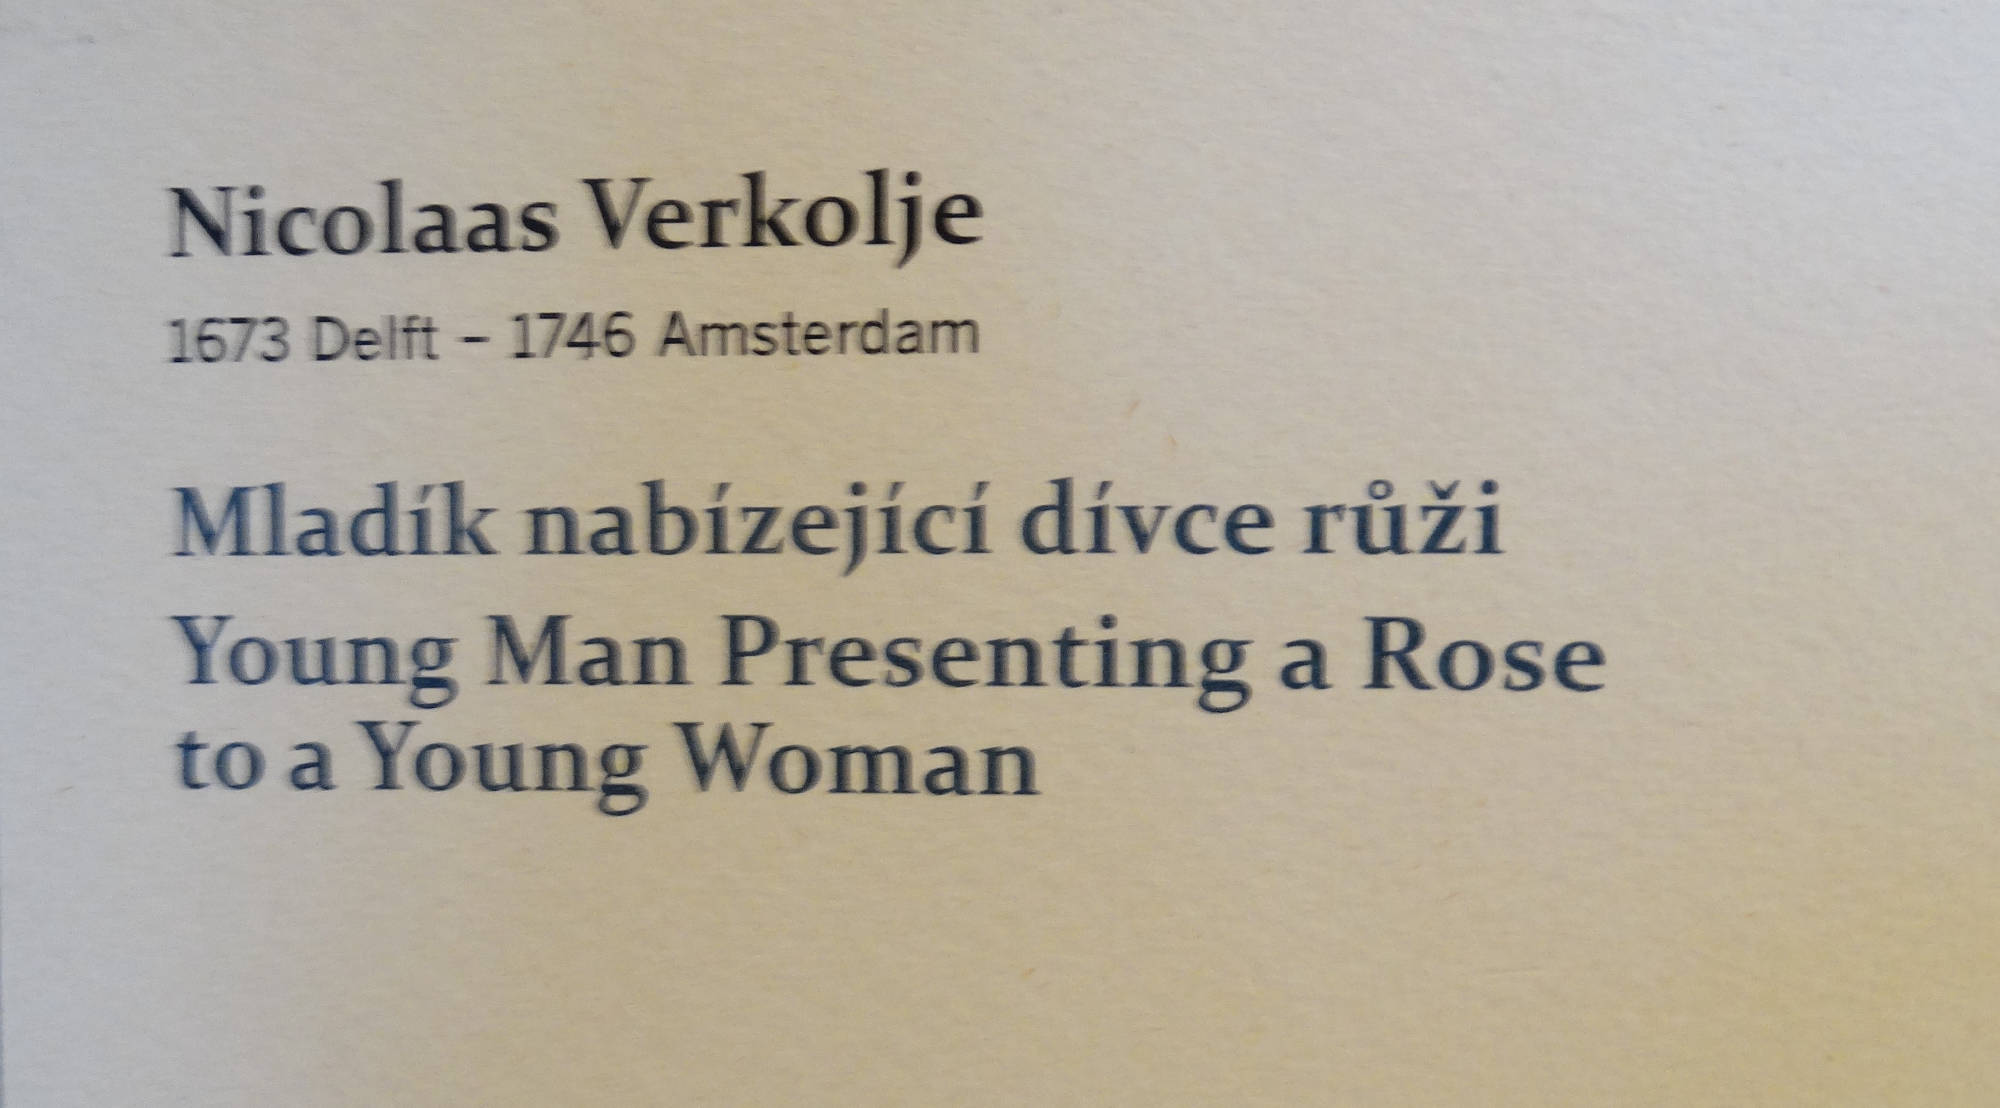 Nicolaas Verkolje
1673 Delft – 1746 Amsterdam
Mladík nabízející dívce růži
Young Man Presenting a Rose
to a Young Woman